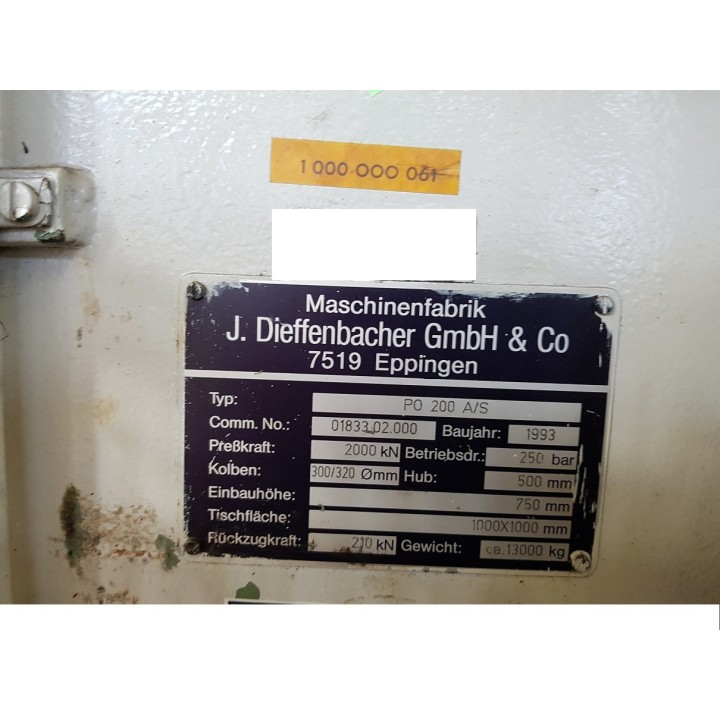 1 000 000 061
Maschinenfabrik
J. Dieffenbacher GmbH & Co
7519 Eppingen
Typ: PO 200 A/S
Comm. No.: 01833.02.000 Baujahr: 1993
Preßkraft: 2000 kN Betriebsdr.: 250 bar
Kolben: 300/320 Ømm Hub: 500 mm
Einbauhöhe: 750 mm
Tischfläche: 1000X1000 mm
Rückzugkraft: 210 kN Gewicht: ca.13000 kg